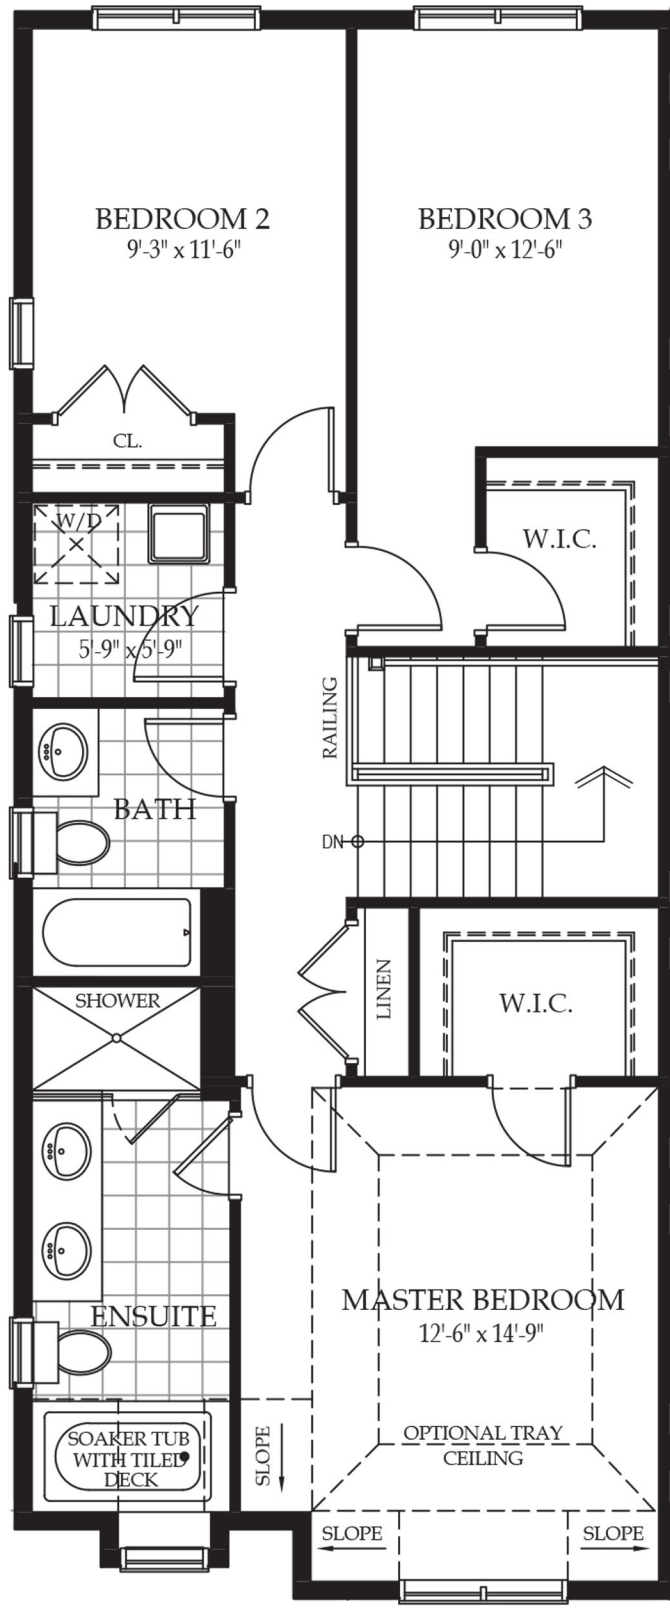 BEDROOM 2
9'-3" x 11'-6"
BEDROOM 3
9'-0" x 12'-6"
CL.
W/D
W.I.C.
LAUNDRY
5'-9" x 5'-9"
RAILING
BATH
DN
LINEN
W.I.C.
SHOWER
MASTER BEDROOM
12'-6" x 14'-9"
ENSUITE
SOAKER TUB
WITH TILED
DECK
SLOPE
OPTIONAL TRAY
CEILING
SLOPE
SLOPE